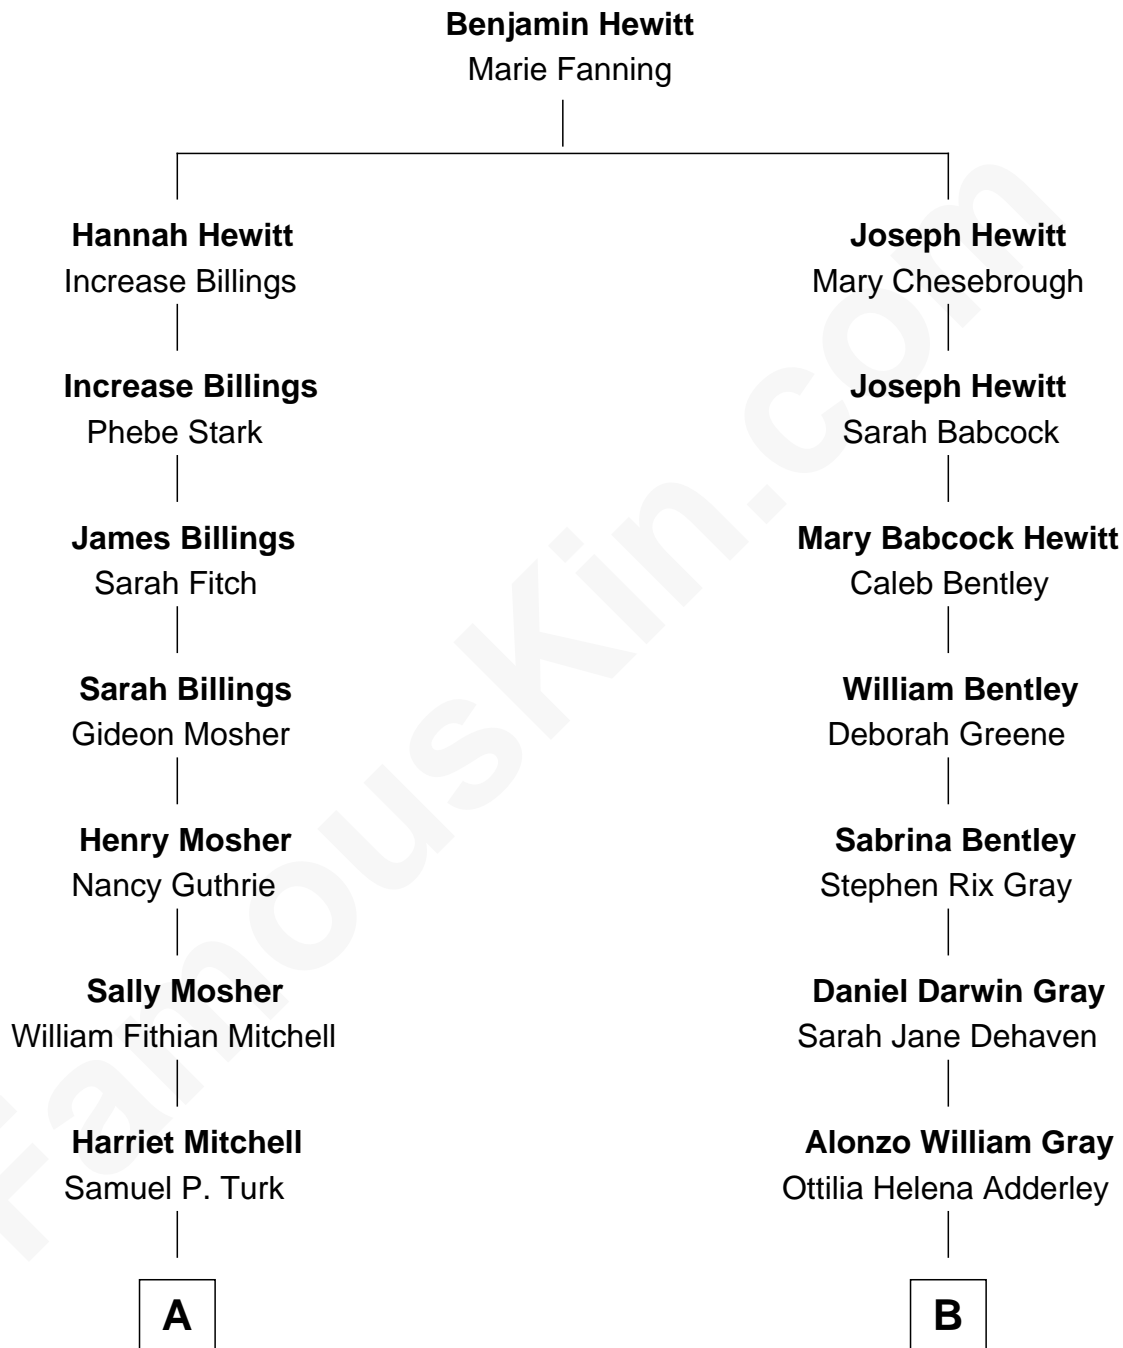 Benjamin Hewitt
Marie Fanning
Hannah Hewitt
Increase Billings
Increase Billings
Phebe Stark
James Billings
Sarah Fitch
Sarah Billings
Gideon Mosher
Henry Mosher
Nancy Guthrie
Sally Mosher
William Fithian Mitchell
Harriet Mitchell
Samuel P. Turk
A
Joseph Hewitt
Mary Chesebrough
Joseph Hewitt
Sarah Babcock
Mary Babcock Hewitt
Caleb Bentley
William Bentley
Deborah Greene
Sabrina Bentley
Stephen Rix Gray
Daniel Darwin Gray
Sarah Jane Dehaven
Alonzo William Gray
Ottilia Helena Adderley
B
FamousKin.com